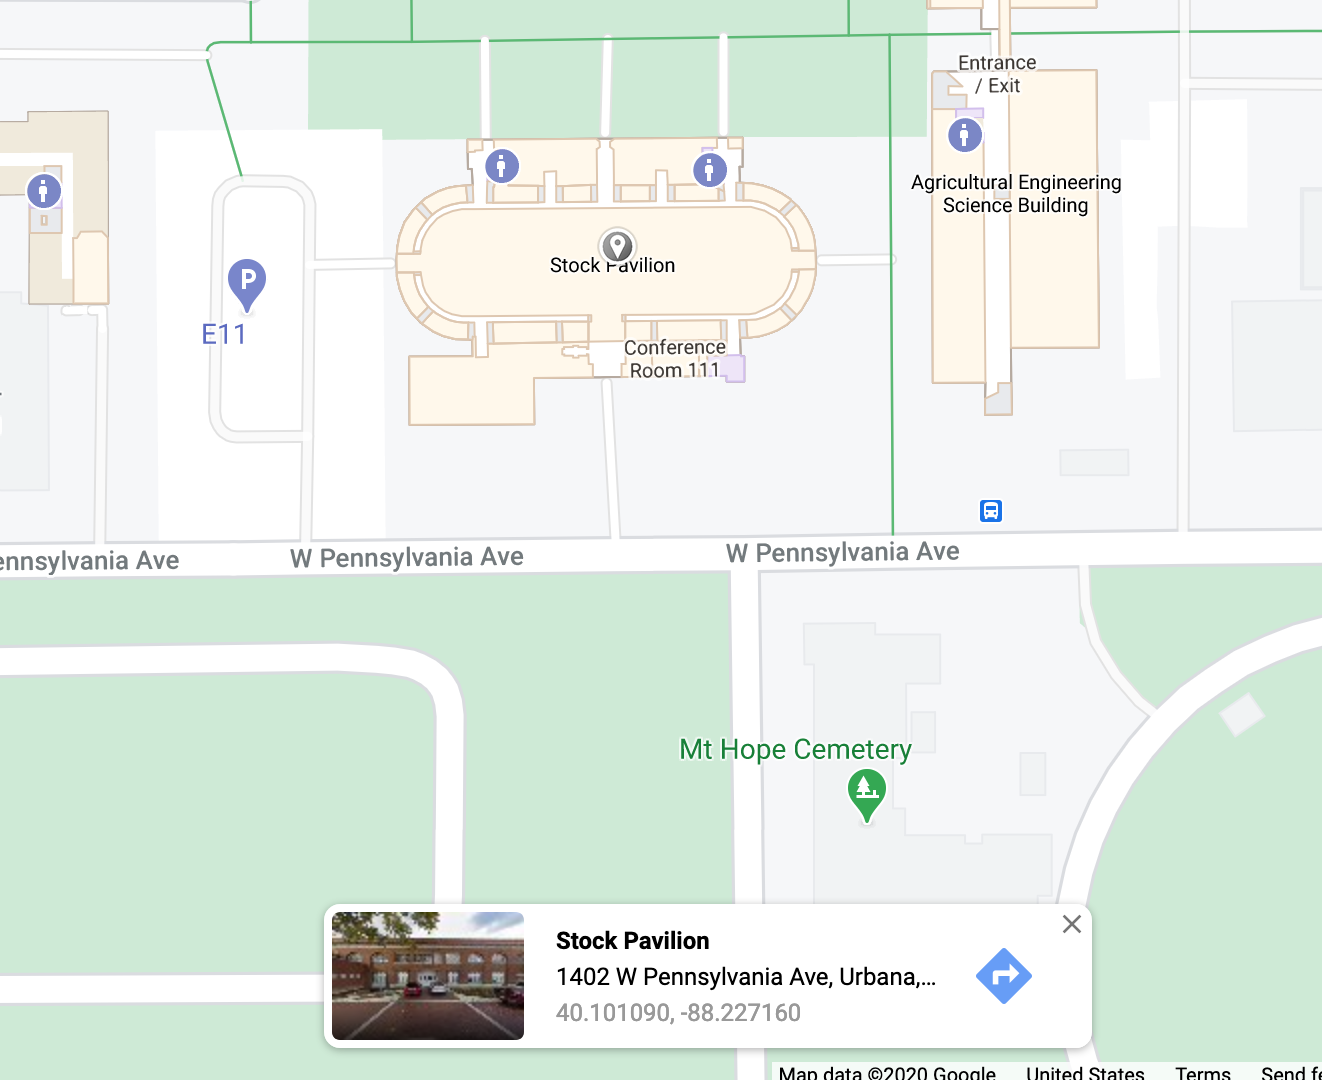 Entrance
/ Exit
Agricultural Engineering
Science Building
Stock Pavilion
P
E11
Conference
Room 111
ennsylvania Ave
W Pennsylvania Ave
W Pennsylvania Ave
Mt Hope Cemetery
Stock Pavilion
1402 W Pennsylvania Ave, Urbana,...
40.101090, -88.227160
Map data ©2020 Google United States Terms Send fe